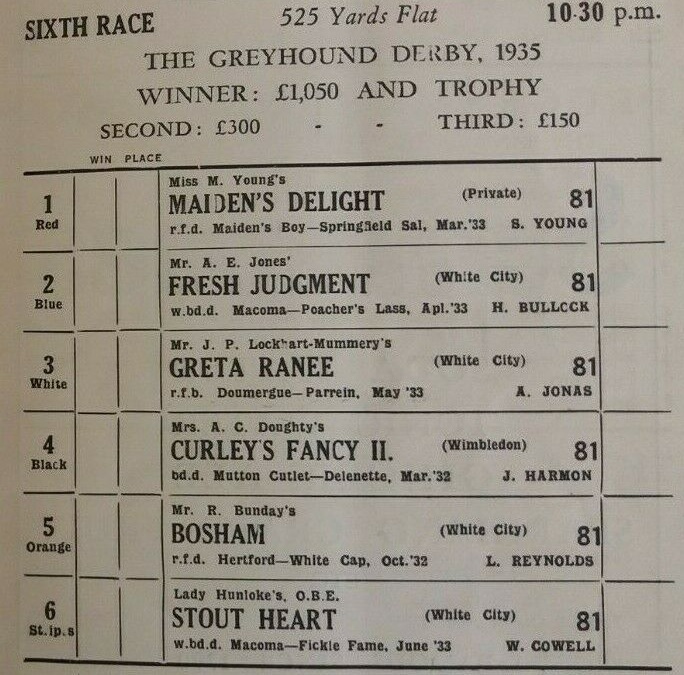 SIXTH RACE 525 Yards Flat 10.30 p.m.
THE GREYHOUND DERBY, 1935
WINNER: £1,050 AND TROPHY
SECOND: £300 - - THIRD: £150
WIN PLACE
Miss M. Young's
1 MAIDEN'S DELIGHT (Private) 81
Red r.f.d. Maiden's Boy—Springfield Sal, Mar.'33 S. YOUNG
Mr. A. E. Jones'
2 FRESH JUDGMENT (White City) 81
Blue w.bd.d. Macoma—Poacher's Lass, Apl.'33 H. BULLCCK
Mr. J. P. Lockhart-Mummery's
3 GRETA RANEE (White City) 81
White r.f.b. Doumergue—Parrein, May '33 A. JONAS
Mrs. A. C. Doughty's
4 CURLEY'S FANCY II. (Wimbledon) 81
Black bd.d. Mutton Cutlet—Delenette, Mar.'32 J. HARMON
Mr. R. Bunday's
5 BOSHAM (White City) 81
Orange r.f.d. Hertford—White Cap, Oct.'32 L. REYNOLDS
Lady Hunloke's, O.B.E.
6 STOUT HEART (White City) 81
St.ip.s w.bd.d. Macoma—Fickle Fame, June '33 W. COWELL